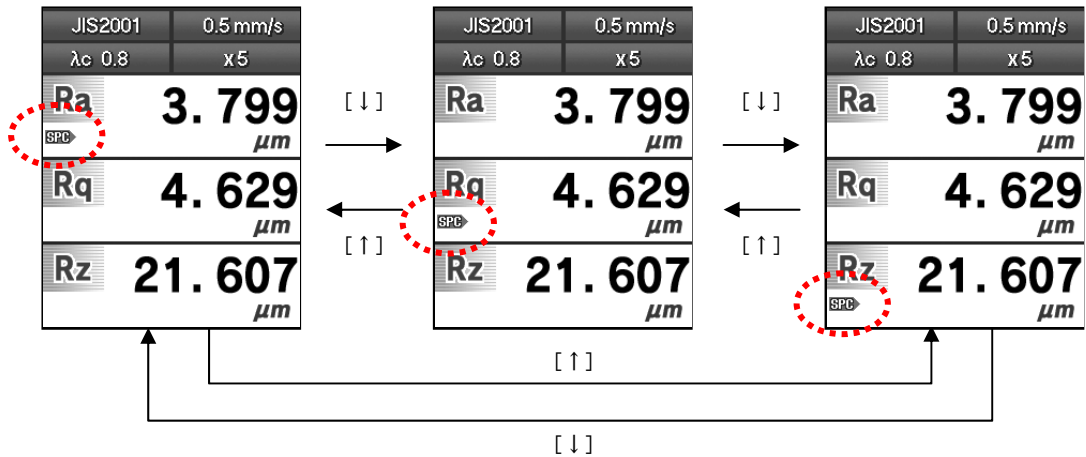 JIS2001 0.5 mm/s
λc 0.8 x5
Ra 3.799
SPC μm
Rq 4.629
μm
Rz 21.607
μm
[↓]
[↑]
JIS2001 0.5 mm/s
λc 0.8 x5
Ra 3.799
μm
Rq 4.629
SPC μm
Rz 21.607
μm
[↓]
[↑]
JIS2001 0.5 mm/s
λc 0.8 x5
Ra 3.799
μm
Rq 4.629
μm
Rz 21.607
SPC μm
[↑]
[↓]